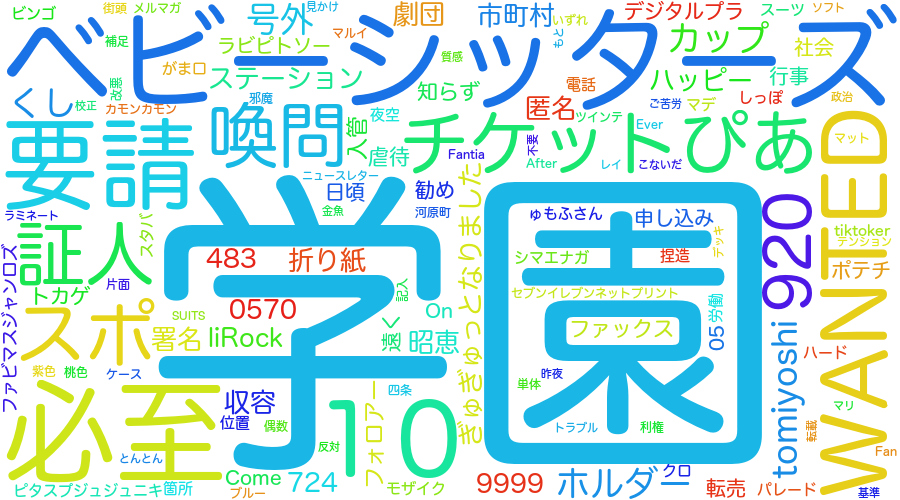 ビンゴ
メルマガ
街頭
見かけ
号外
劇団
市町村
デジタルプラ
スーツ
いずれ
ソフト
ベビーシッターズ
補足
ラビビトソー
マルイ
質感
もと
カップ
社会
がま口
ステーション
知らず
電話
ハッピー
行事
くし
校正
改悪
カモンカモン
邪魔
匿名
ご苦労
マデ
しっぽ
政治
要請
喚問
入管
夜空
虐待
チケットぴあ
ツインテ
Ever
不要
After
レイ
こないだ
マット
Fantia
ニュースレター
日頃
勧め
金魚
河原町
ラミネート
スタバ
ゅもふさん
申し込み
デッキ
920
WANTED
tiktoker
テンション
証人
483
折り紙
シマエナガ
捏造
ポテチ
片面
トカゲ
ファビマスジャンロズ
学園
ぎゅぎゅっとなりました
セブンイレブンネットプリント
記入
0570
On
労働
05
SUITS
スポ
署名
liRock
遠く
昭恵
ファックス
tomiyoshi
紫色
桃色
ケース
単体
昨夜
ハード
必至
収容
位置
偶数
10
フォロアー
四条
トラブル
利権
マリ
転載
反対
とんとん
Come
724
モザイク
9999
ホルダー
クロ
転売
パレード
Fan
基準
ピタスプジュジュニキ
箇所
ブルー